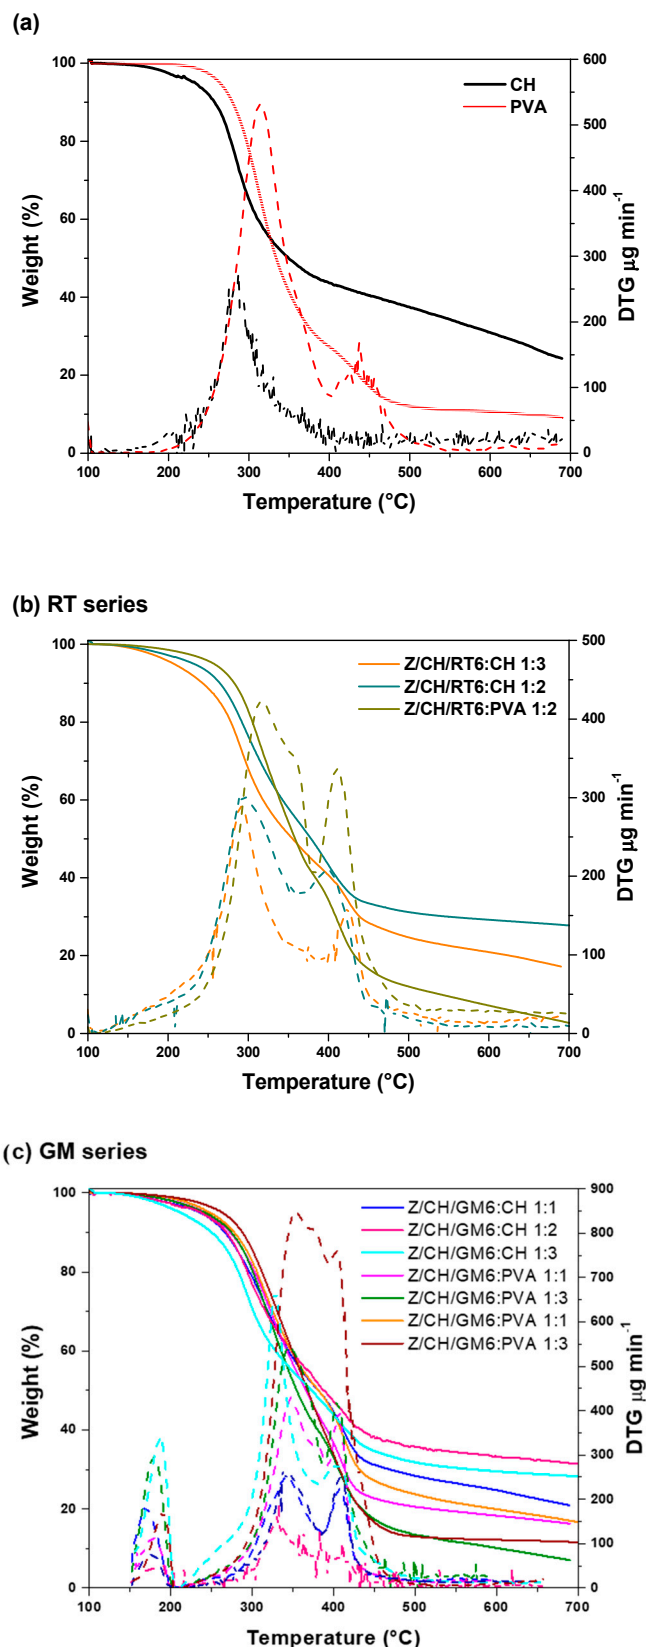 (a)
100
80
60
40
20
0
Weight (%)
600
500
400
300
200
100
0
DTG μg min-1
CH
PVA
100 200 300 400 500 600 700
Temperature (°C)
(b) RT series
100
80
60
40
20
0
Weight (%)
500
400
300
200
100
0
DTG μg min-1
Z/CH/RT6:CH 1:3
Z/CH/RT6:CH 1:2
Z/CH/RT6:PVA 1:2
100 200 300 400 500 600 700
Temperature (°C)
(c) GM series
100
80
60
40
20
0
Weight (%)
900
800
700
600
500
400
300
200
100
0
DTG μg min-1
Z/CH/GM6:CH 1:1
Z/CH/GM6:CH 1:2
Z/CH/GM6:CH 1:3
Z/CH/GM6:PVA 1:1
Z/CH/GM6:PVA 1:3
Z/CH/GM6:PVA 1:1
Z/CH/GM6:PVA 1:3
100 200 300 400 500 600 700
Temperature (°C)